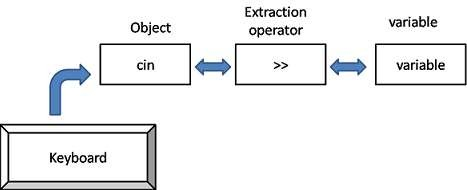 Object
Extraction
operator
variable
cin
>>
variable
Keyboard